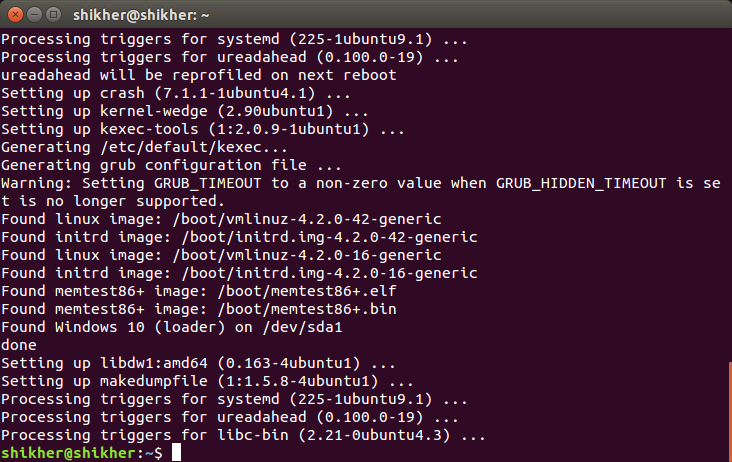 shikher@shikher: ~
Processing triggers for systemd (225-1ubuntu9.1) ...
Processing triggers for ureadahead (0.100.0-19) ...
ureadahead will be reprofiled on next reboot
Setting up crash (7.1.1-1ubuntu4.1) ...
Setting up kernel-wedge (2.90ubuntu1) ...
Setting up kexec-tools (1:2.0.9-1ubuntu1) ...
Generating /etc/default/kexec...
Generating grub configuration file ...
Warning: Setting GRUB_TIMEOUT to a non-zero value when GRUB_HIDDEN_TIMEOUT is se
t is no longer supported.
Found linux image: /boot/vmlinuz-4.2.0-42-generic
Found initrd image: /boot/initrd.img-4.2.0-42-generic
Found linux image: /boot/vmlinuz-4.2.0-16-generic
Found initrd image: /boot/initrd.img-4.2.0-16-generic
Found memtest86+ image: /boot/memtest86+.elf
Found memtest86+ image: /boot/memtest86+.bin
Found Windows 10 (loader) on /dev/sda1
done
Setting up libdw1:amd64 (0.163-4ubuntu1) ...
Setting up makedumpfile (1:1.5.8-4ubuntu1) ...
Processing triggers for systemd (225-1ubuntu9.1) ...
Processing triggers for ureadahead (0.100.0-19) ...
Processing triggers for libc-bin (2.21-0ubuntu4.3) ...
shikher@shikher:~$